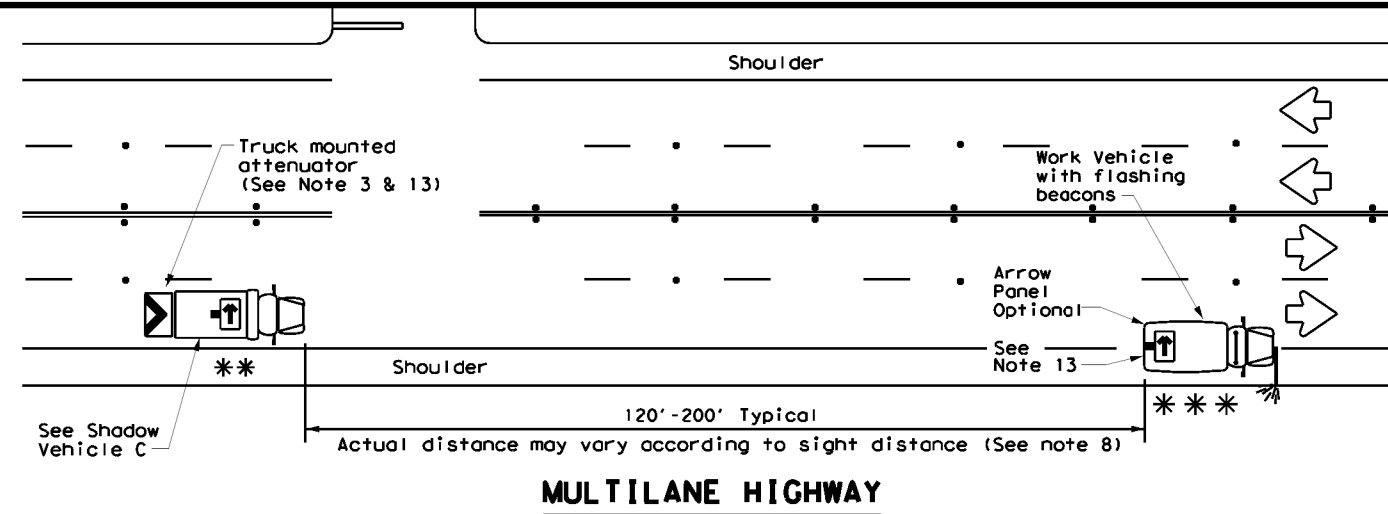 Shoulder
Truck mounted
attenuator
(See Note 3 & 13)
Work Vehicle
with flashing
beacons
Arrow
Panel
Optional
See
Note 13
Shoulder
**
***
See Shadow
Vehicle C
120'-200' Typical
Actual distance may vary according to sight distance (See note 8)
MULTILANE HIGHWAY